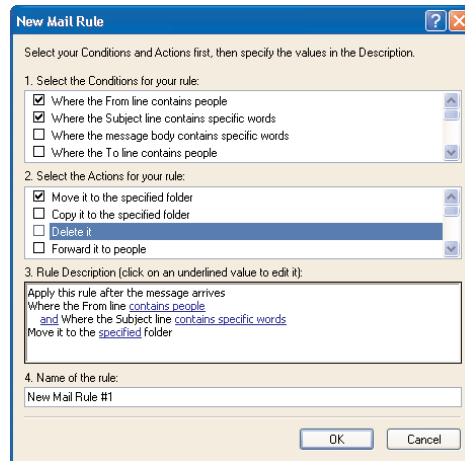 New Mail Rule
Select your Conditions and Actions first, then specify the values in the Description.
1. Select the Conditions for your rule:
Where the From line contains people
Where the Subject line contains specific words
Where the message body contains specific words
Where the To line contains people
2. Select the Actions for your rule:
Move it to the specified folder
Copy it to the specified folder
Delete it
Forward it to people
3. Rule Description (click on an underlined value to edit it):
Apply this rule after the message arrives
Where the From line contains people
and Where the Subject line contains specific words
Move it to the specified folder
4. Name of the rule:
New Mail Rule #1
OK Cancel